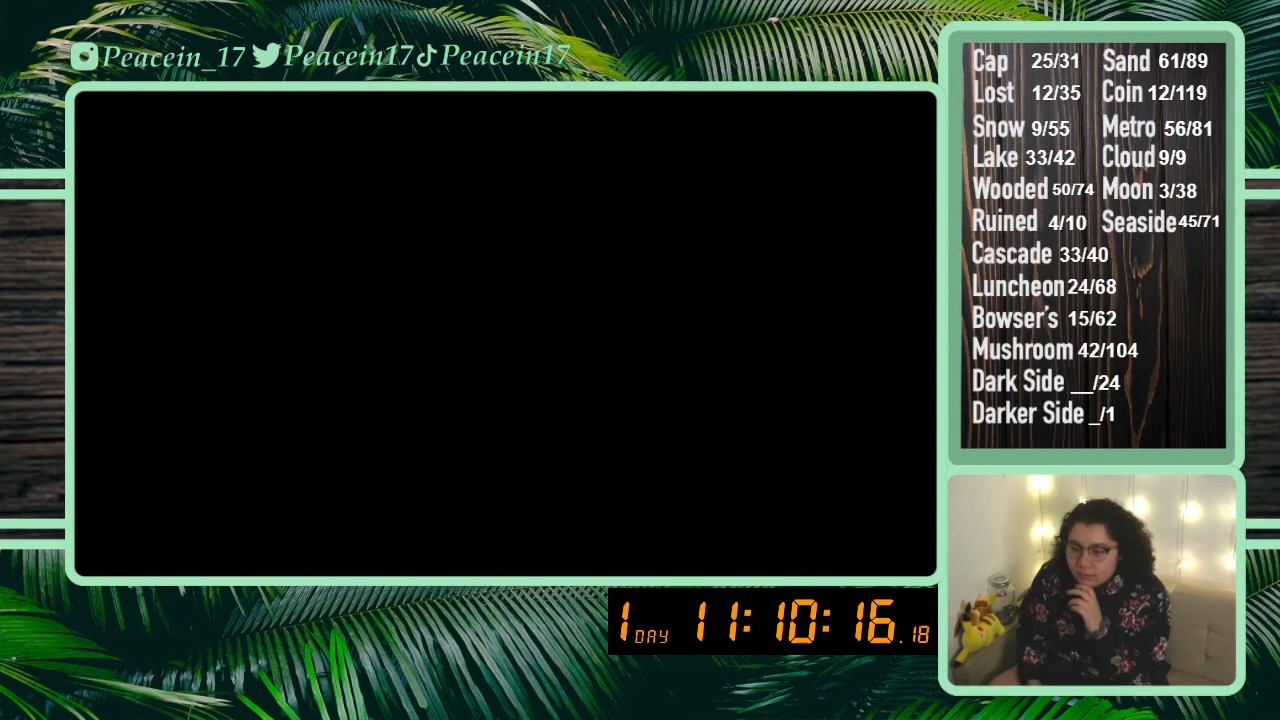 Peacein_17 Peacein17 Peacein17
Cap 25/31 Sand 61/89
Lost 12/35 Coin 12/119
Snow 9/55 Metro 56/81
Lake 33/42 Cloud 9/9
Wooded 50/74 Moon 3/38
Ruined 4/10 Seaside 45/71
Cascade 33/40
Luncheon 24/68
Bowser's 15/62
Mushroom 42/104
Dark Side __/24
Darker Side _/1
1 DAY 11:10:16.18